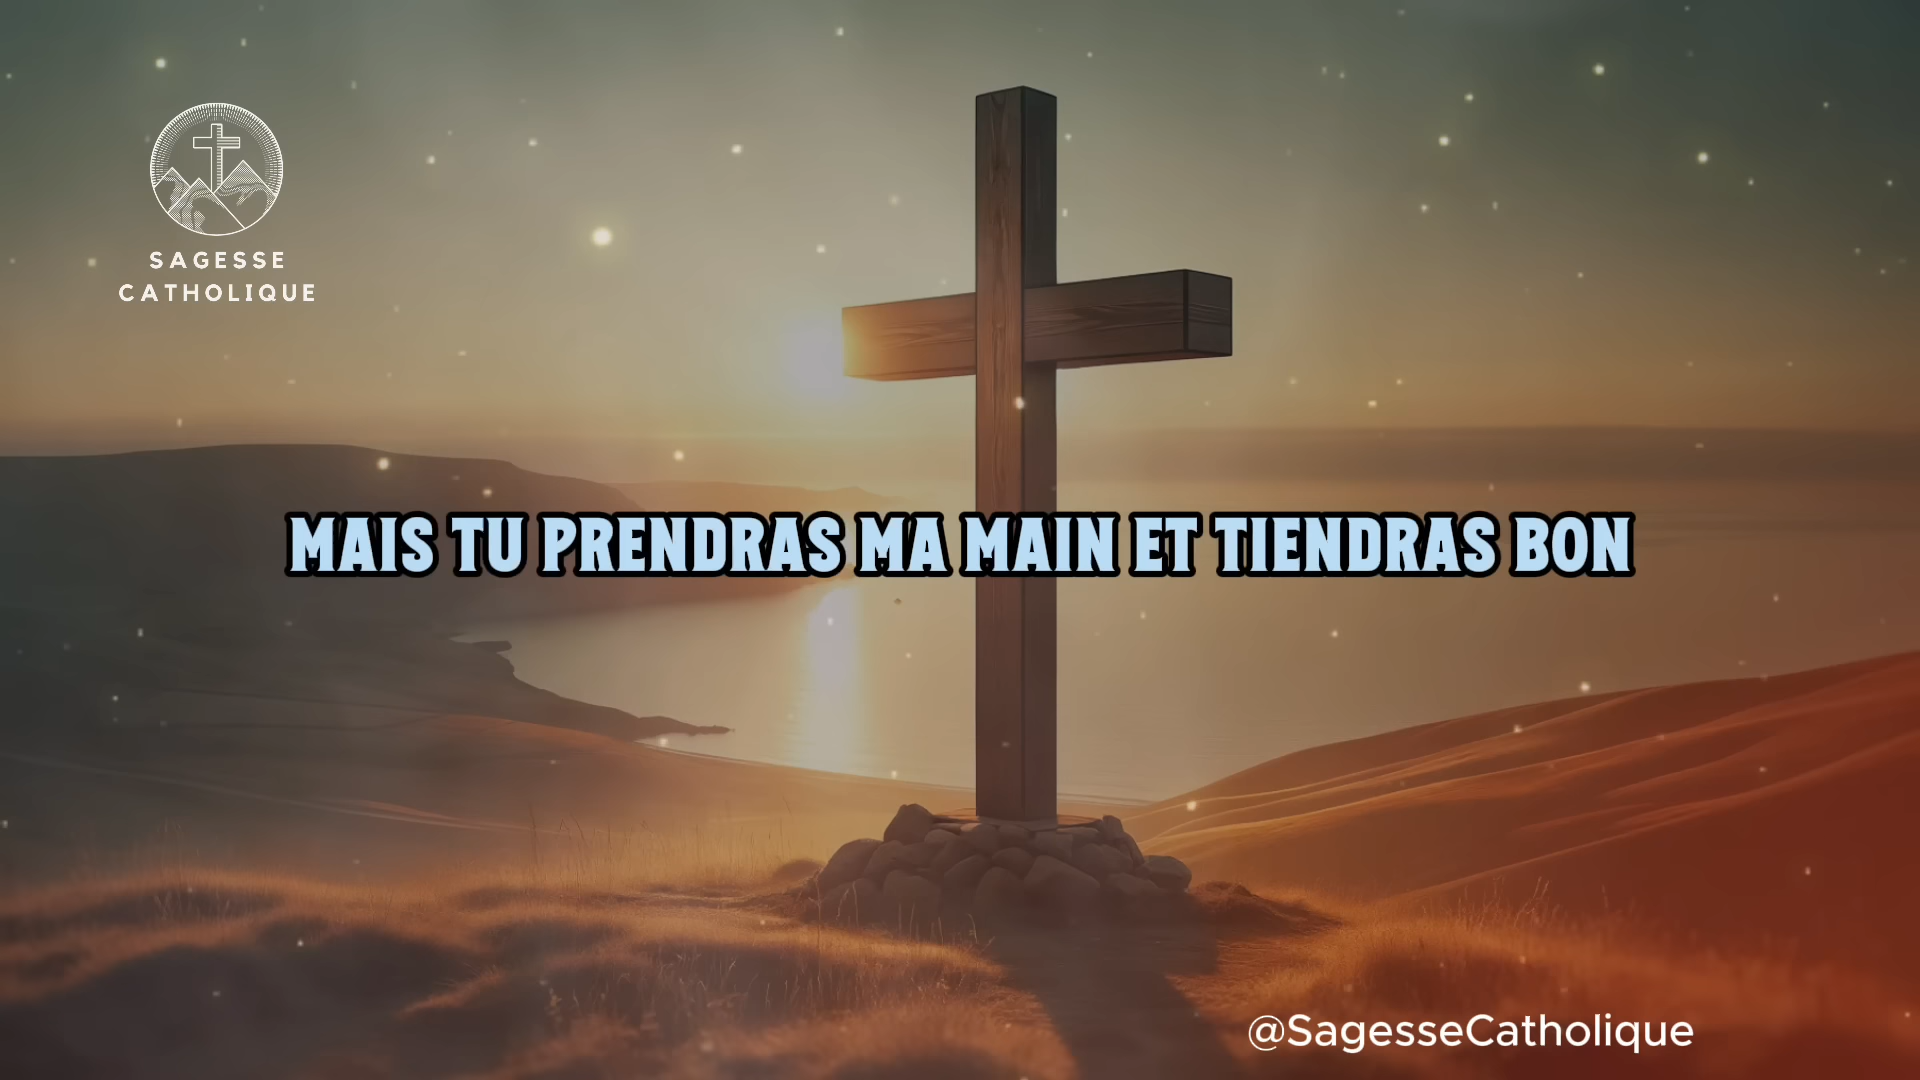 SAGESSE
CATHOLIQUE
MAIS TU PRENDRAS MA MAIN ET TIENDRAS BON
@SagesseCatholique